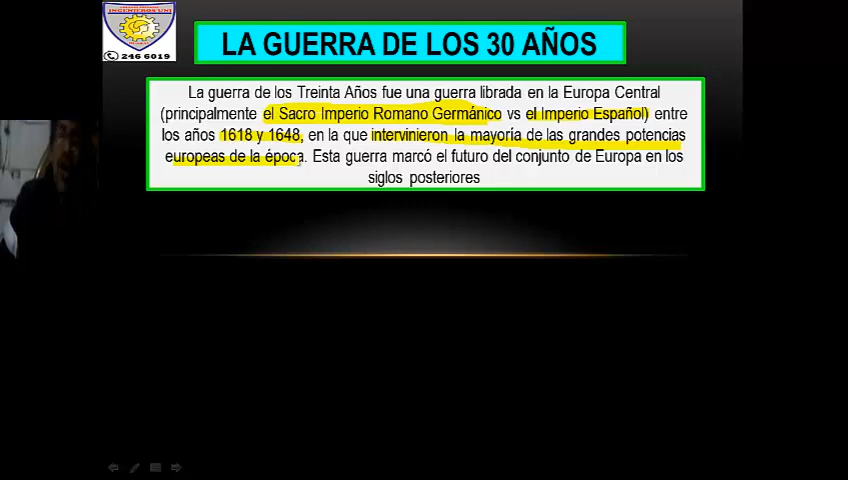 INGENIEROS UNI
246 6019
LA GUERRA DE LOS 30 AÑOS
La guerra de los Treinta Años fue una guerra librada en la Europa Central
(principalmente el Sacro Imperio Romano Germánico vs el Imperio Español) entre
los años 1618 y 1648, en la que intervinieron la mayoría de las grandes potencias
europeas de la época. Esta guerra marcó el futuro del conjunto de Europa en los
siglos posteriores